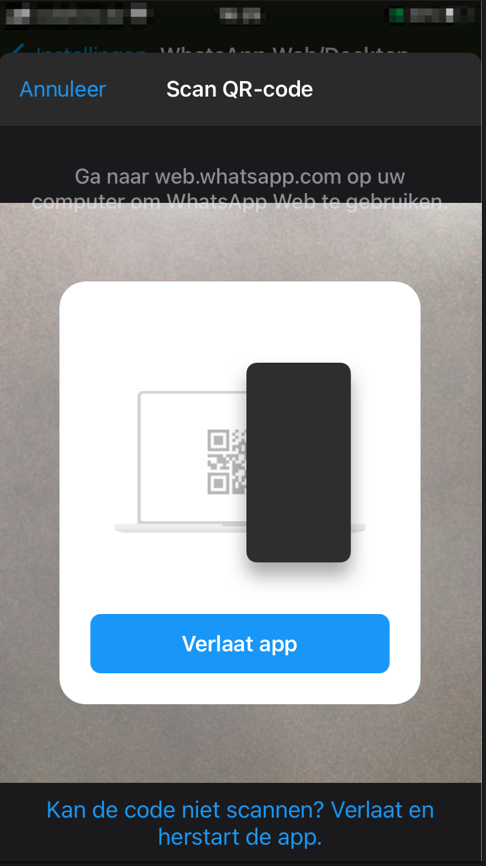 Instellingen WhatsApp Web/Desktop
Annuleer
Scan QR-code
Ga naar web.whatsapp.com op uw
computer om WhatsApp Web te gebruiken.
Verlaat app
Kan de code niet scannen? Verlaat en
herstart de app.